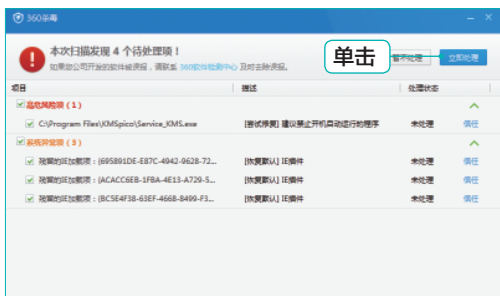 360杀毒
本次扫描发现 4 个待处理项！
如果您公司开发的软件被误报，请联系 360软件检测中心 及时去除误报。
单击
暂不处理
立即处理
项目 描述 处理状态
高危风险项（1）
C:\Program Files\KMSpico\Service_KMS.exe [尝试修复] 建议禁止开机自动运行的程序 未处理 信任
系统异常项（3）
残留的IE加载项：{695891DE-E87C-4942-9628-72... [恢复默认] IE插件 未处理 信任
残留的IE加载项：{ACACC6EB-1FBA-4E13-A729-5... [恢复默认] IE插件 未处理 信任
残留的IE加载项：{BC5E4F38-63EF-466B-8499-F3... [恢复默认] IE插件 未处理 信任